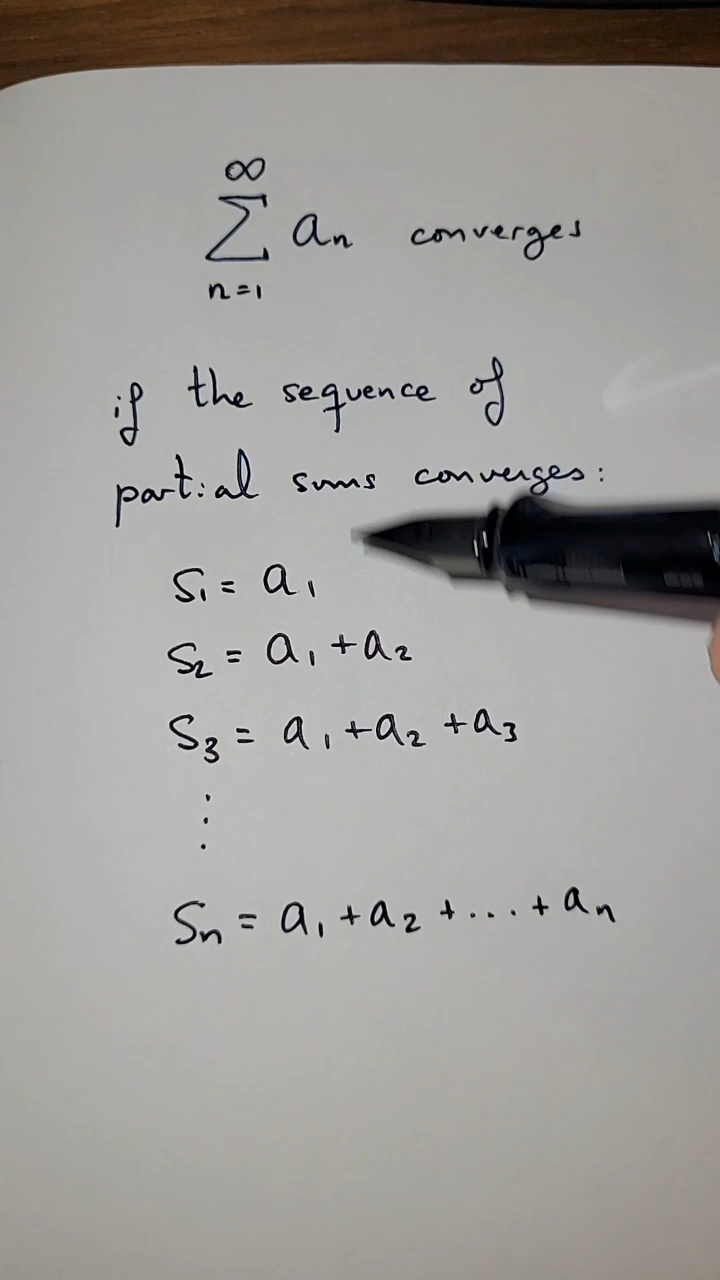 ∞
∑ aₙ converges
n=1
if the sequence of
partial sums converges:
S₁ = a₁
S₂ = a₁ + a₂
S₃ = a₁ + a₂ + a₃
⋮
Sₙ = a₁ + a₂ + ... + aₙ